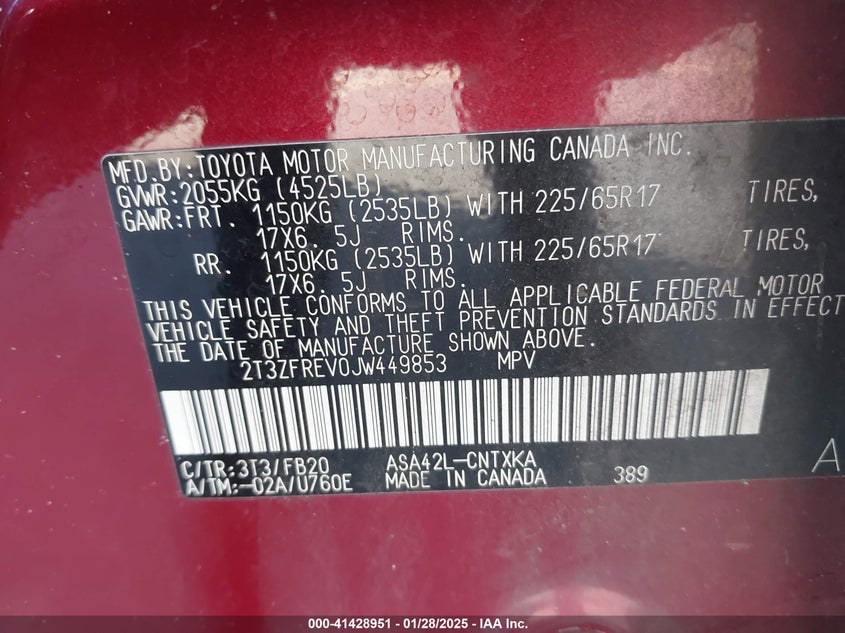 MFD.BY:TOYOTA MOTOR MANUFACTURING CANADA INC.
GVWR:2055KG (4525LB)
GAWR:FRT. 1150KG (2535LB) WITH 225/65R17 TIRES,
17X6. 5J RIMS.
RR. 1150KG (2535LB) WITH 225/65R17 TIRES,
17X6. 5J RIMS.
THIS VEHICLE CONFORMS TO ALL APPLICABLE FEDERAL MOTOR
VEHICLE SAFETY AND THEFT PREVENTION STANDARDS IN EFFECT
THE DATE OF MANUFACTURE SHOWN ABOVE.
2T3ZFREV0JW449853 MPV
C/TR:3T3/FB20 ASA42L-CNTXKA A
A/TM:-02A/U760E MADE IN CANADA 389
000-41428951 - 01/28/2025 - IAA Inc.